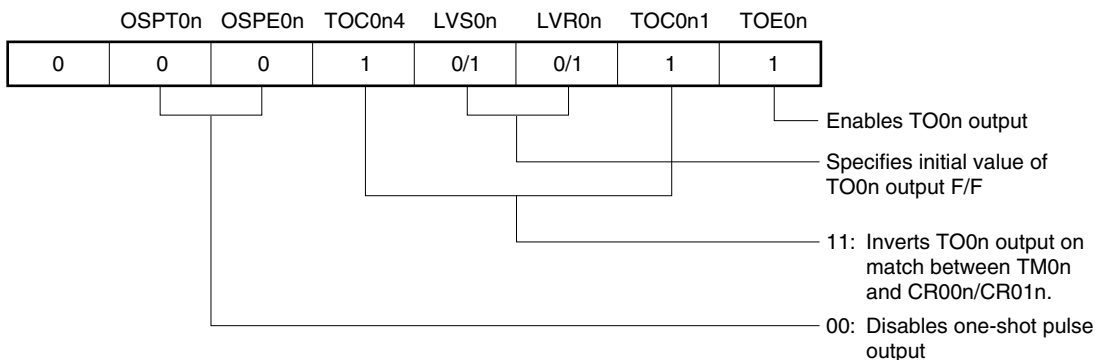 OSPT0n OSPE0n TOC0n4 LVS0n LVR0n TOC0n1 TOE0n
0 0 0 1 0/1 0/1 1 1
Enables TO0n output
Specifies initial value of
TO0n output F/F
11: Inverts TO0n output on
match between TM0n
and CR00n/CR01n.
00: Disables one-shot pulse
output